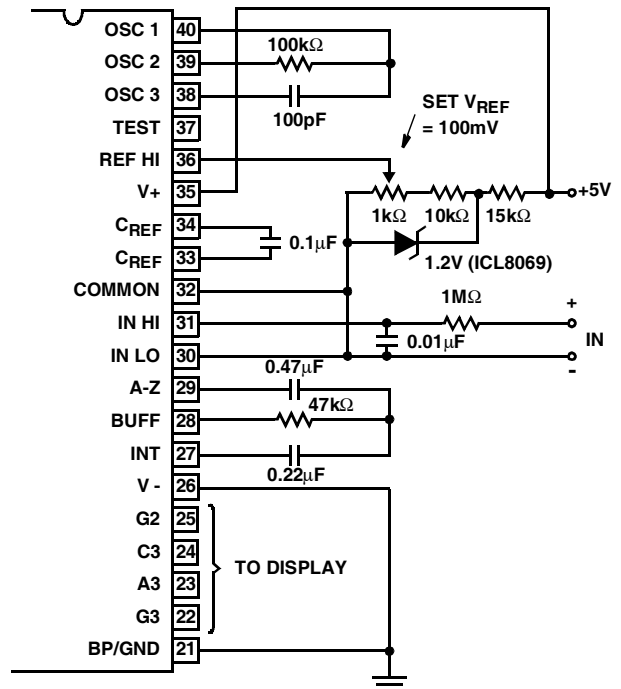 OSC 1 40
OSC 2 39
OSC 3 38
TEST 37
REF HI 36
V+ 35
CREF 34
CREF 33
COMMON 32
IN HI 31
IN LO 30
A-Z 29
BUFF 28
INT 27
V - 26
G2 25
C3 24
A3 23
G3 22
BP/GND 21
100kΩ
100pF
SET VREF
= 100mV
+5V
1kΩ 10kΩ 15kΩ
0.1µF
1.2V (ICL8069)
1MΩ
+
IN
0.01µF
-
0.47µF
47kΩ
0.22µF
TO DISPLAY